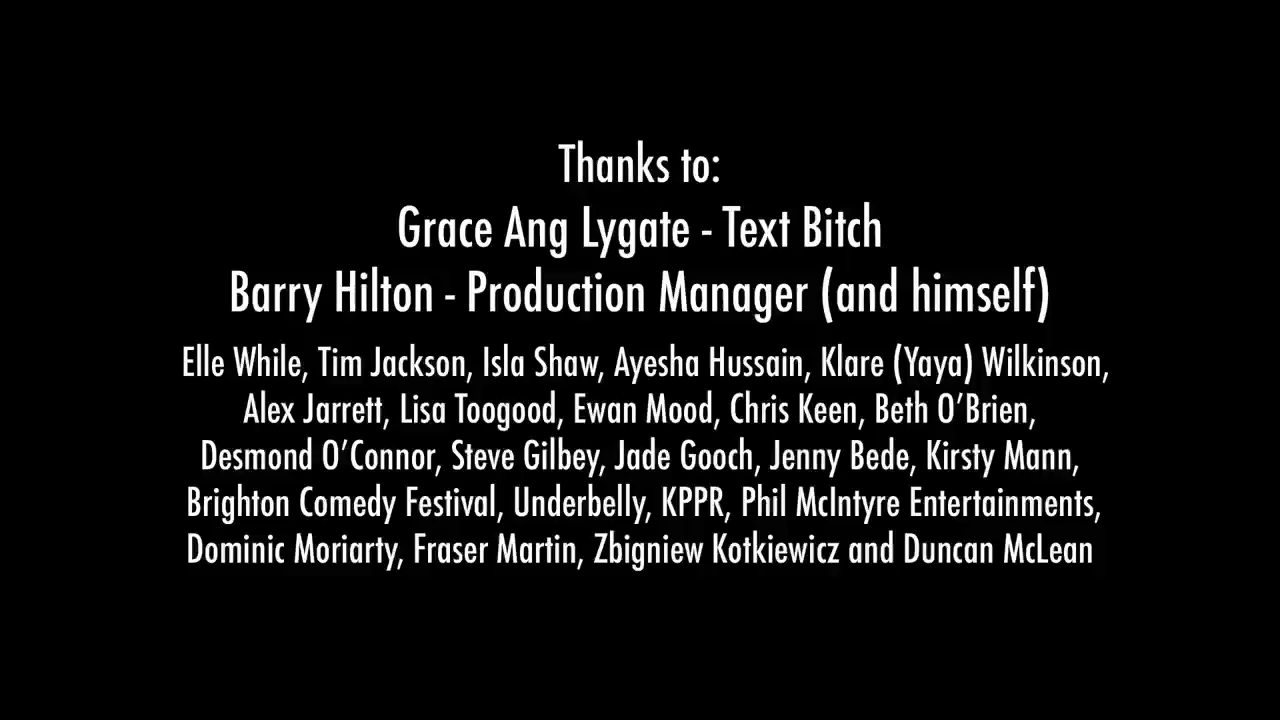 Thanks to:
Grace Ang Lygate - Text Bitch
Barry Hilton - Production Manager (and himself)
Elle While, Tim Jackson, Isla Shaw, Ayesha Hussain, Klare (Yaya) Wilkinson,
Alex Jarrett, Lisa Toogood, Ewan Mood, Chris Keen, Beth O’Brien,
Desmond O’Connor, Steve Gilbey, Jade Gooch, Jenny Bede, Kirsty Mann,
Brighton Comedy Festival, Underbelly, KPPR, Phil McIntyre Entertainments,
Dominic Moriarty, Fraser Martin, Zbigniew Kotkiewicz and Duncan McLean